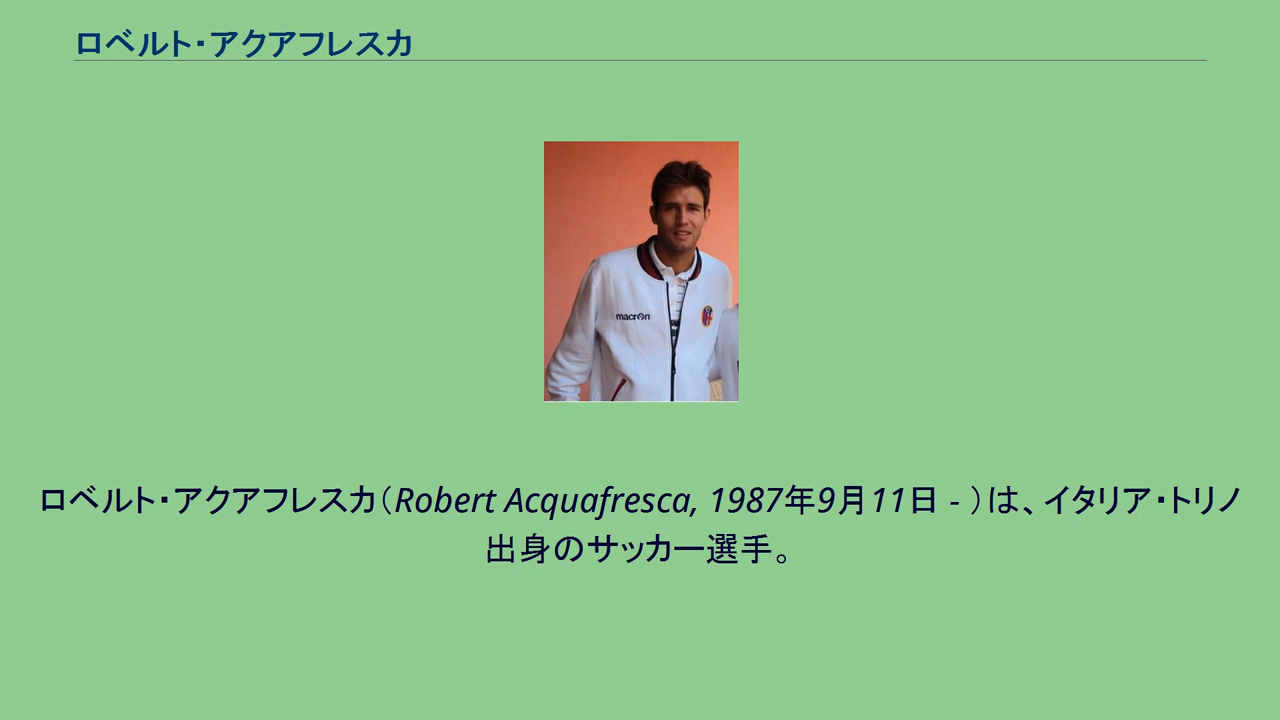 ロベルト・アクアフレスカ
macron
ロベルト・アクアフレスカ（Robert Acquafresca, 1987年9月11日 - ）は、イタリア・トリノ
出身のサッカー選手。